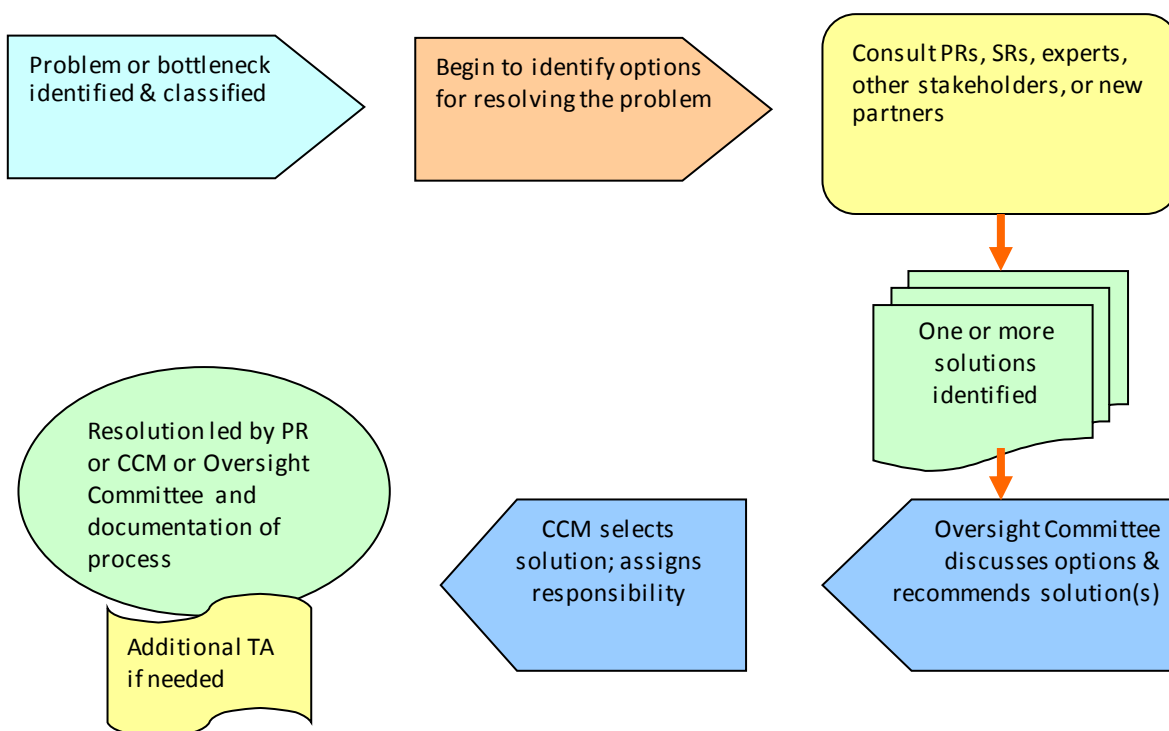 Problem or bottleneck
identified & classified
Begin to identify options
for resolving the problem
Consult PRs, SRs, experts,
other stakeholders, or new
partners
One or more
solutions
identified
Oversight Committee
discusses options &
recommends solution(s)
CCM selects
solution; assigns
responsibility
Resolution led by PR
or CCM or Oversight
Committee and
documentation of
process
Additional TA
if needed